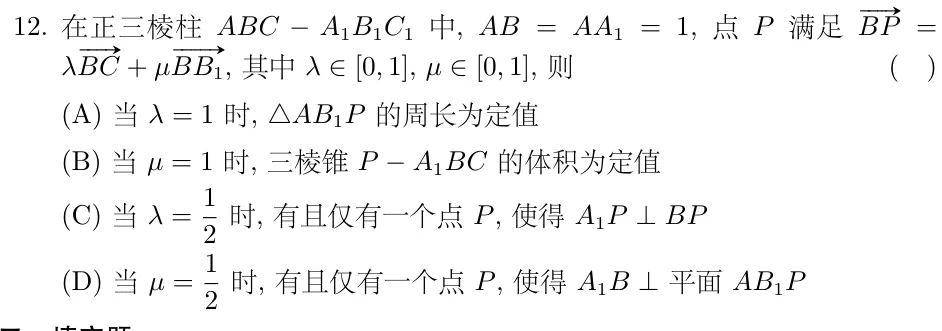 12. 在正三棱柱 ABC − A₁B₁C₁ 中, AB = AA₁ = 1, 点 P 满足 $\overrightarrow{BP}$ =
λ$\overrightarrow{BC}$ + μ$\overrightarrow{BB_1}$, 其中 λ ∈ [0, 1], μ ∈ [0, 1], 则 ( )
(A) 当 λ = 1 时, △AB₁P 的周长为定值
(B) 当 μ = 1 时, 三棱锥 P − A₁BC 的体积为定值
(C) 当 λ = $\frac{1}{2}$ 时, 有且仅有一个点 P, 使得 A₁P ⊥ BP
(D) 当 μ = $\frac{1}{2}$ 时, 有且仅有一个点 P, 使得 A₁B ⊥ 平面 AB₁P